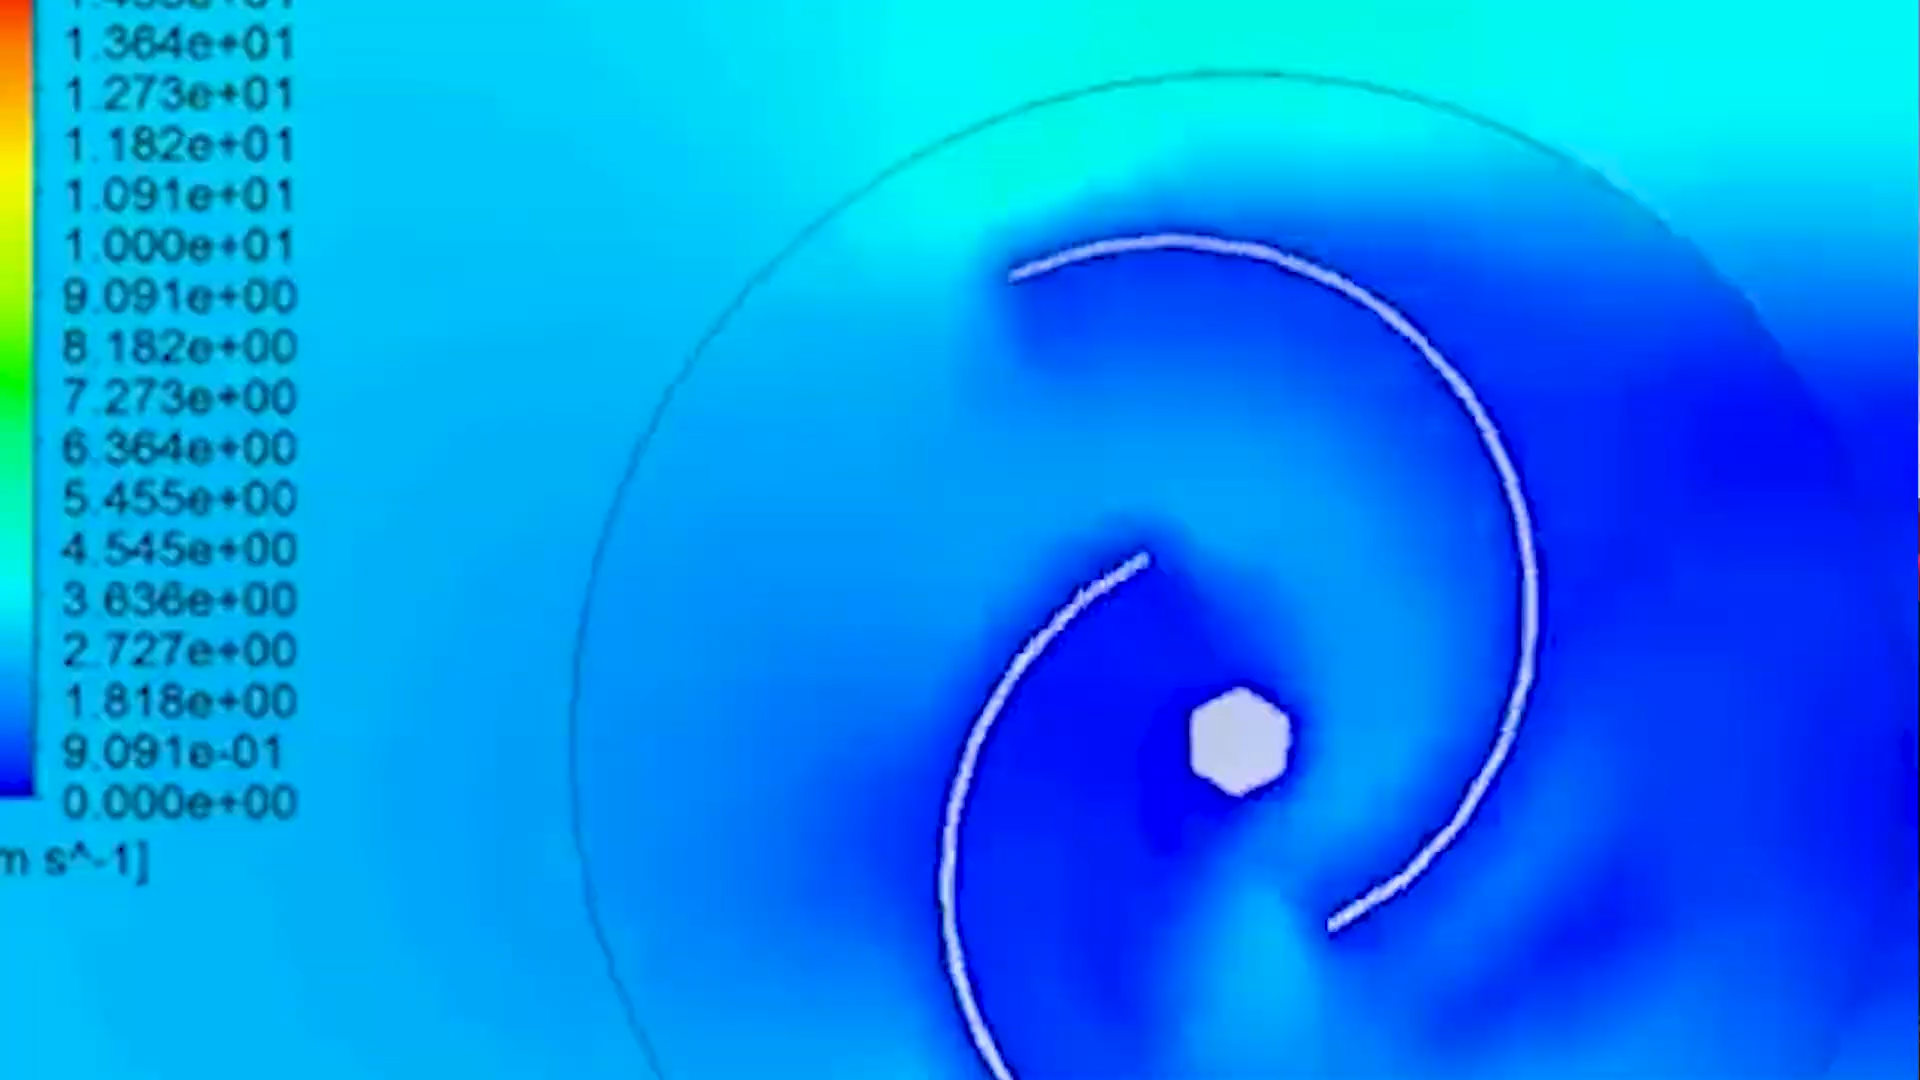 1.364e+01
1.273e+01
1.182e+01
1.091e+01
1.000e+01
9.091e+00
8.182e+00
7.273e+00
6.364e+00
5.455e+00
4.545e+00
3.636e+00
2.727e+00
1.818e+00
9.091e-01
0.000e+00
m s^-1]